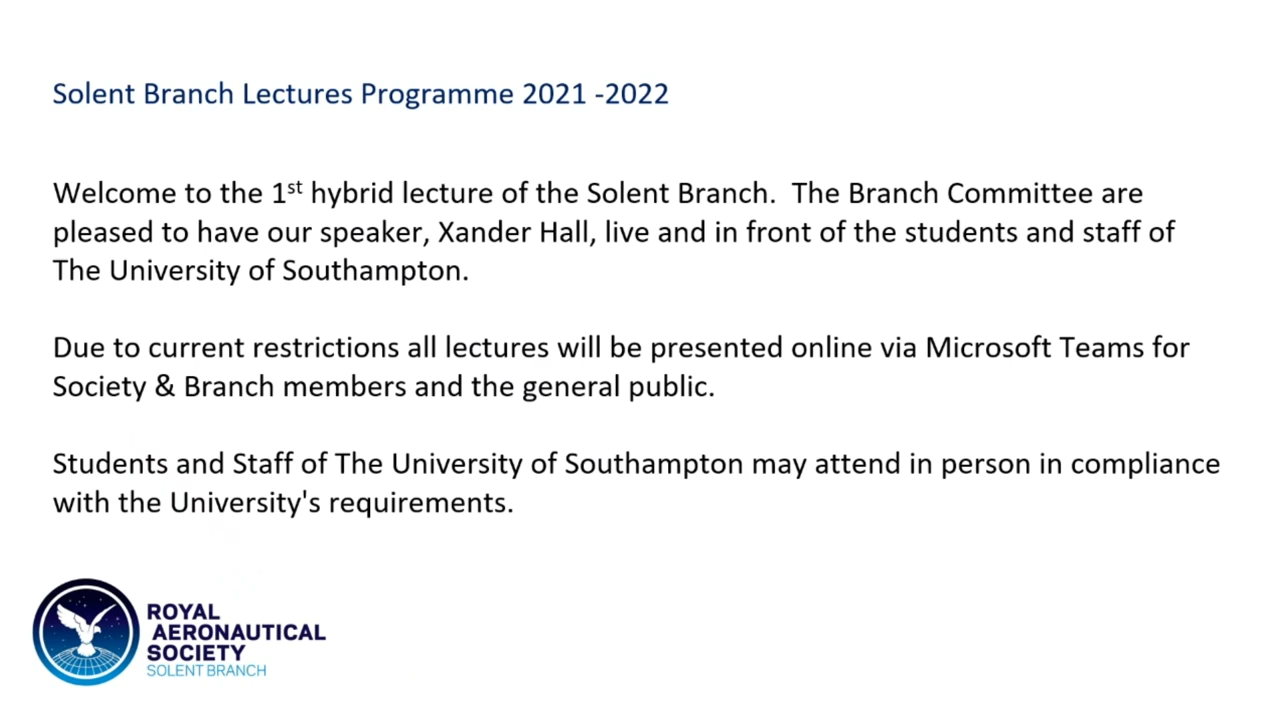 Solent Branch Lectures Programme 2021 -2022
Welcome to the 1st hybrid lecture of the Solent Branch.  The Branch Committee are
pleased to have our speaker, Xander Hall, live and in front of the students and staff of
The University of Southampton.
Due to current restrictions all lectures will be presented online via Microsoft Teams for
Society & Branch members and the general public.
Students and Staff of The University of Southampton may attend in person in compliance
with the University's requirements.
ROYAL
AERONAUTICAL
SOCIETY
SOLENT BRANCH